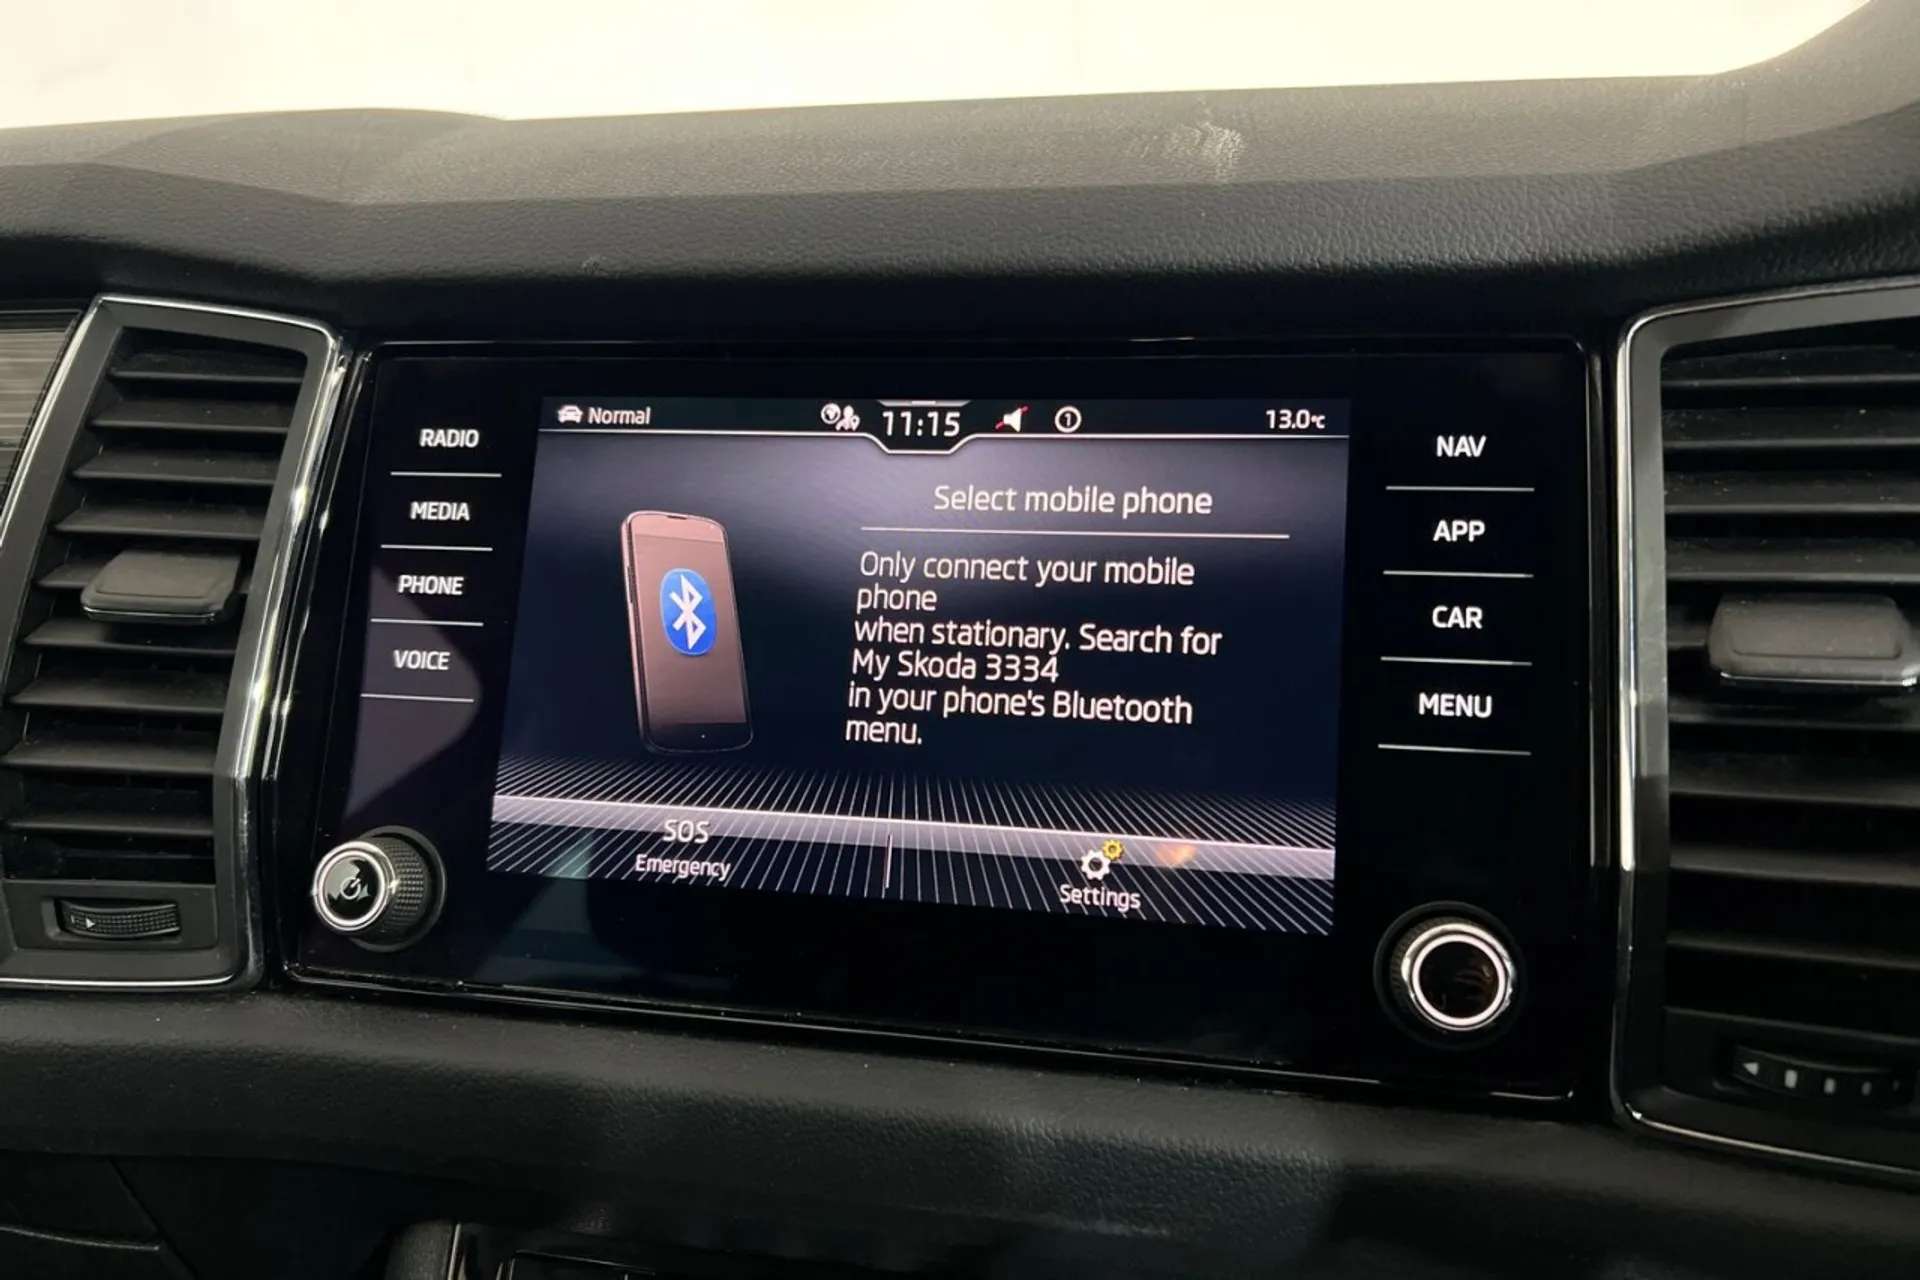 Normal 11:15 1 13.0°C
RADIO
MEDIA
PHONE
VOICE
Select mobile phone
Only connect your mobile
phone
when stationary. Search for
My Skoda 3334
in your phone's Bluetooth
menu.
SOS
Emergency
Settings
NAV
APP
CAR
MENU